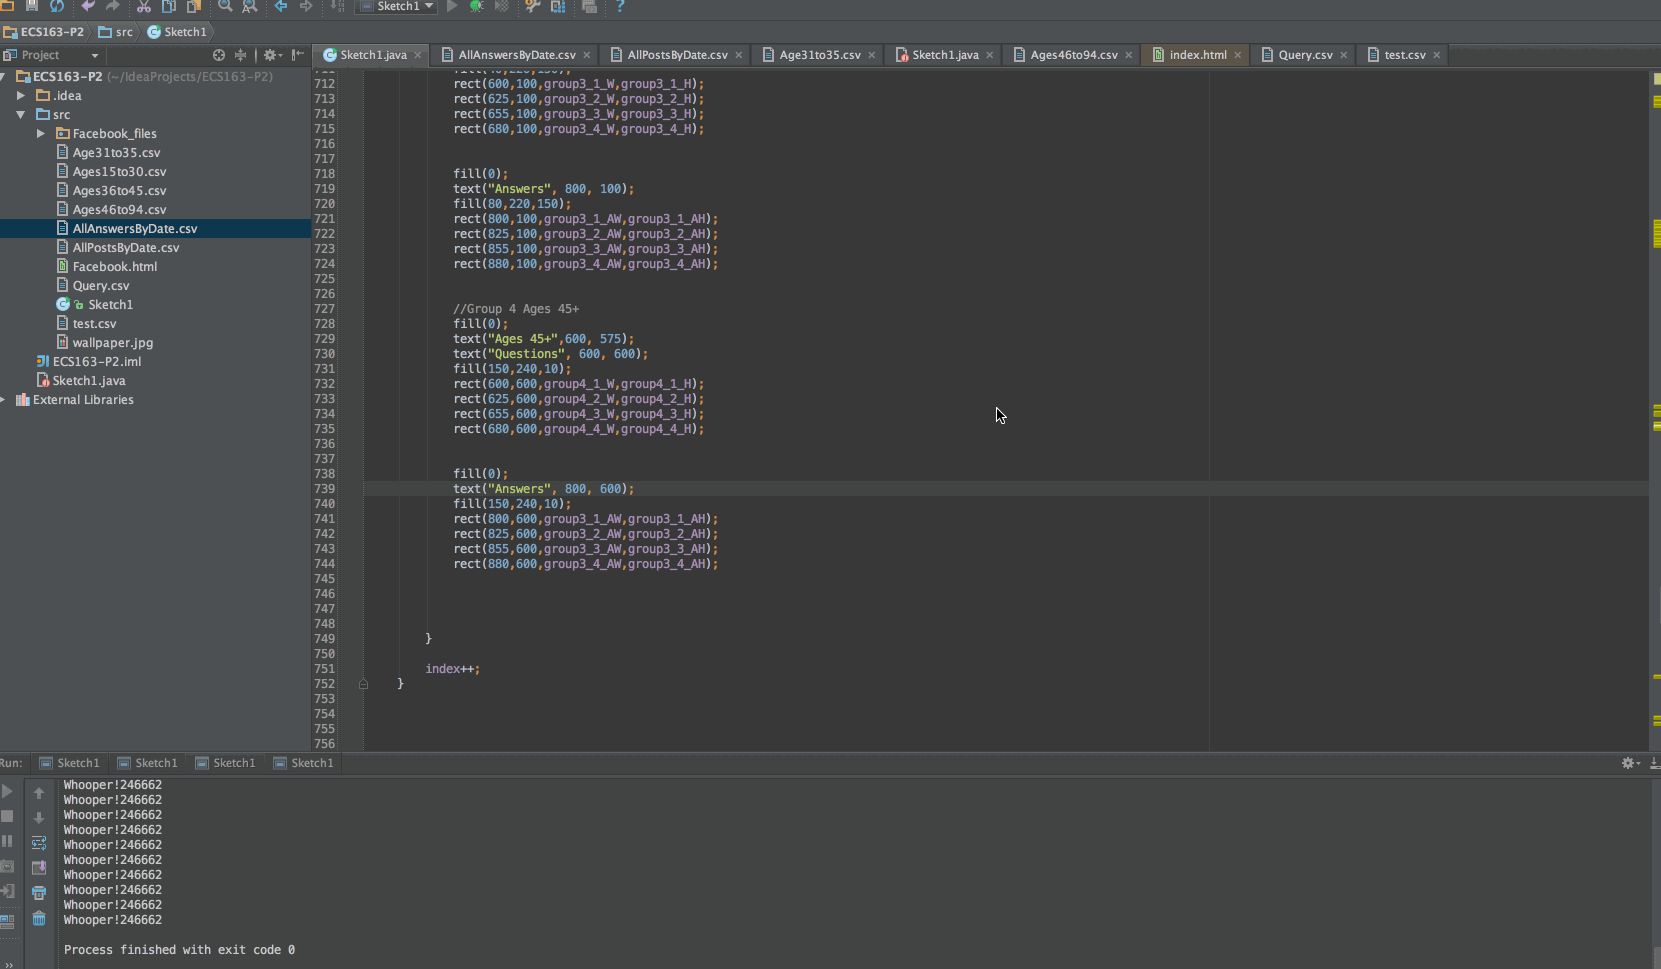 Sketch1
ECS163-P2 src Sketch1
Project
Sketch1.java AllAnswersByDate.csv AllPostsByDate.csv Age31to35.csv Sketch1.java Ages46to94.csv index.html Query.csv test.csv
ECS163-P2 (~/IdeaProjects/ECS163-P2)
.idea
src
Facebook_files
Age31to35.csv
Ages15to30.csv
Ages36to45.csv
Ages46to94.csv
AllAnswersByDate.csv
AllPostsByDate.csv
Facebook.html
Query.csv
Sketch1
test.csv
wallpaper.jpg
ECS163-P2.iml
Sketch1.java
External Libraries
712 rect(600,100,group3_1_W,group3_1_H);
713 rect(625,100,group3_2_W,group3_2_H);
714 rect(655,100,group3_3_W,group3_3_H);
715 rect(680,100,group3_4_W,group3_4_H);
716
717
718 fill(0);
719 text("Answers", 800, 100);
720 fill(80,220,150);
721 rect(800,100,group3_1_AW,group3_1_AH);
722 rect(825,100,group3_2_AW,group3_2_AH);
723 rect(855,100,group3_3_AW,group3_3_AH);
724 rect(880,100,group3_4_AW,group3_4_AH);
725
726
727 //Group 4 Ages 45+
728 fill(0);
729 text("Ages 45+",600, 575);
730 text("Questions", 600, 600);
731 fill(150,240,10);
732 rect(600,600,group4_1_W,group4_1_H);
733 rect(625,600,group4_2_W,group4_2_H);
734 rect(655,600,group4_3_W,group4_3_H);
735 rect(680,600,group4_4_W,group4_4_H);
736
737
738 fill(0);
739 text("Answers", 800, 600);
740 fill(150,240,10);
741 rect(800,600,group3_1_AW,group3_1_AH);
742 rect(825,600,group3_2_AW,group3_2_AH);
743 rect(855,600,group3_3_AW,group3_3_AH);
744 rect(880,600,group3_4_AW,group3_4_AH);
745
746
747
748
749 }
750
751 index++;
752 }
753
754
755
756
Run: Sketch1 Sketch1 Sketch1 Sketch1
Whooper!246662
Whooper!246662
Whooper!246662
Whooper!246662
Whooper!246662
Whooper!246662
Whooper!246662
Whooper!246662
Whooper!246662
Whooper!246662
Process finished with exit code 0